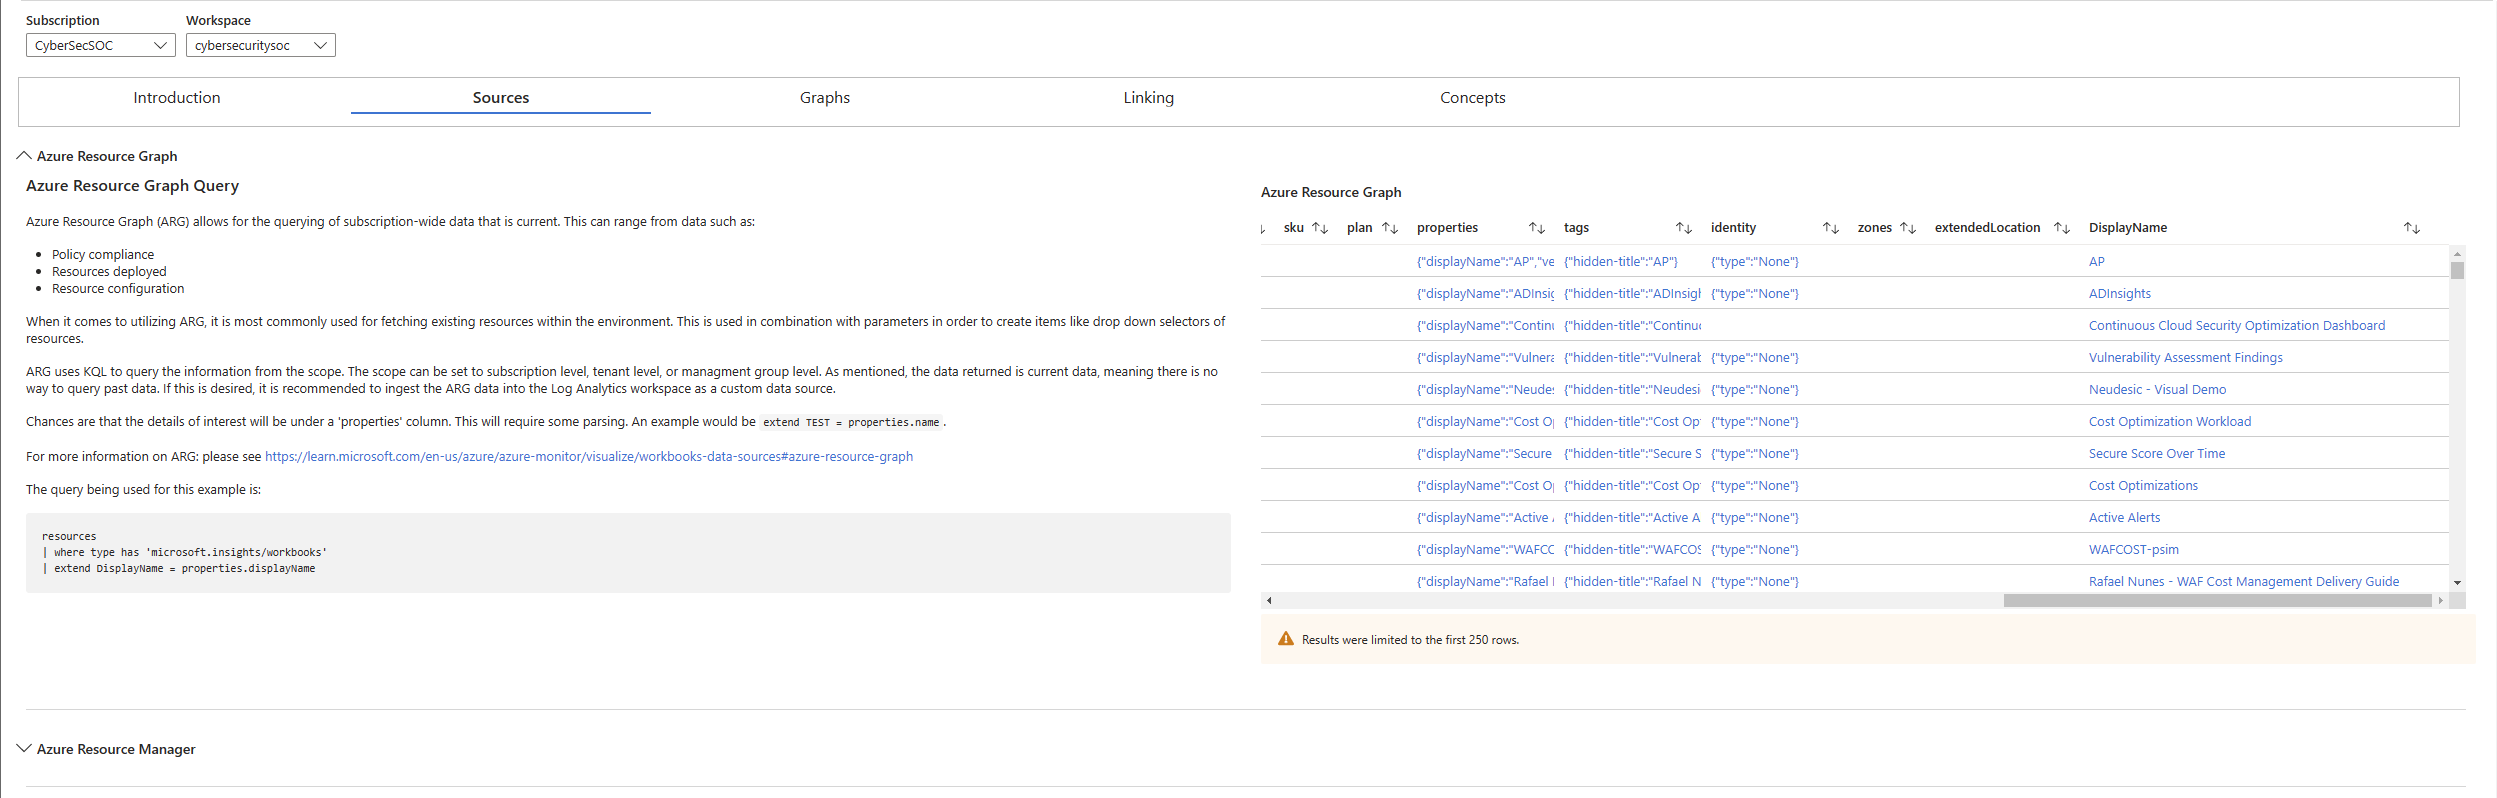 Subscription
Workspace
CyberSecSOC
cybersecuritysoc
Introduction
Sources
Graphs
Linking
Concepts
Azure Resource Graph
Azure Resource Graph Query
Azure Resource Graph (ARG) allows for the querying of subscription-wide data that is current. This can range from data such as:
• Policy compliance
• Resources deployed
• Resource configuration
When it comes to utilizing ARG, it is most commonly used for fetching existing resources within the environment. This is used in combination with parameters in order to create items like drop down selectors of
resources.
ARG uses KQL to query the information from the scope. The scope can be set to subscription level, tenant level, or managment group level. As mentioned, the data returned is current data, meaning there is no
way to query past data. If this is desired, it is recommended to ingest the ARG data into the Log Analytics workspace as a custom data source.
Chances are that the details of interest will be under a 'properties' column. This will require some parsing. An example would be extend TEST = properties.name.
For more information on ARG: please see https://learn.microsoft.com/en-us/azure/azure-monitor/visualize/workbooks-data-sources#azure-resource-graph
The query being used for this example is:
resources
| where type has 'microsoft.insights/workbooks'
| extend DisplayName = properties.displayName
Azure Resource Graph
sku plan properties tags identity zones extendedLocation DisplayName
{"displayName":"AP","ve {"hidden-title":"AP"} {"type":"None"} AP
{"displayName":"ADInsig {"hidden-title":"ADInsigh {"type":"None"} ADInsights
{"displayName":"Continu {"hidden-title":"Continuo Continuous Cloud Security Optimization Dashboard
{"displayName":"Vulnera {"hidden-title":"Vulnerab {"type":"None"} Vulnerability Assessment Findings
{"displayName":"Neudes {"hidden-title":"Neudesi {"type":"None"} Neudesic - Visual Demo
{"displayName":"Cost O {"hidden-title":"Cost Op {"type":"None"} Cost Optimization Workload
{"displayName":"Secure {"hidden-title":"Secure S {"type":"None"} Secure Score Over Time
{"displayName":"Cost O {"hidden-title":"Cost Op {"type":"None"} Cost Optimizations
{"displayName":"Active {"hidden-title":"Active A {"type":"None"} Active Alerts
{"displayName":"WAFCO {"hidden-title":"WAFCOS {"type":"None"} WAFCOST-psim
{"displayName":"Rafael {"hidden-title":"Rafael N {"type":"None"} Rafael Nunes - WAF Cost Management Delivery Guide
Results were limited to the first 250 rows.
Azure Resource Manager